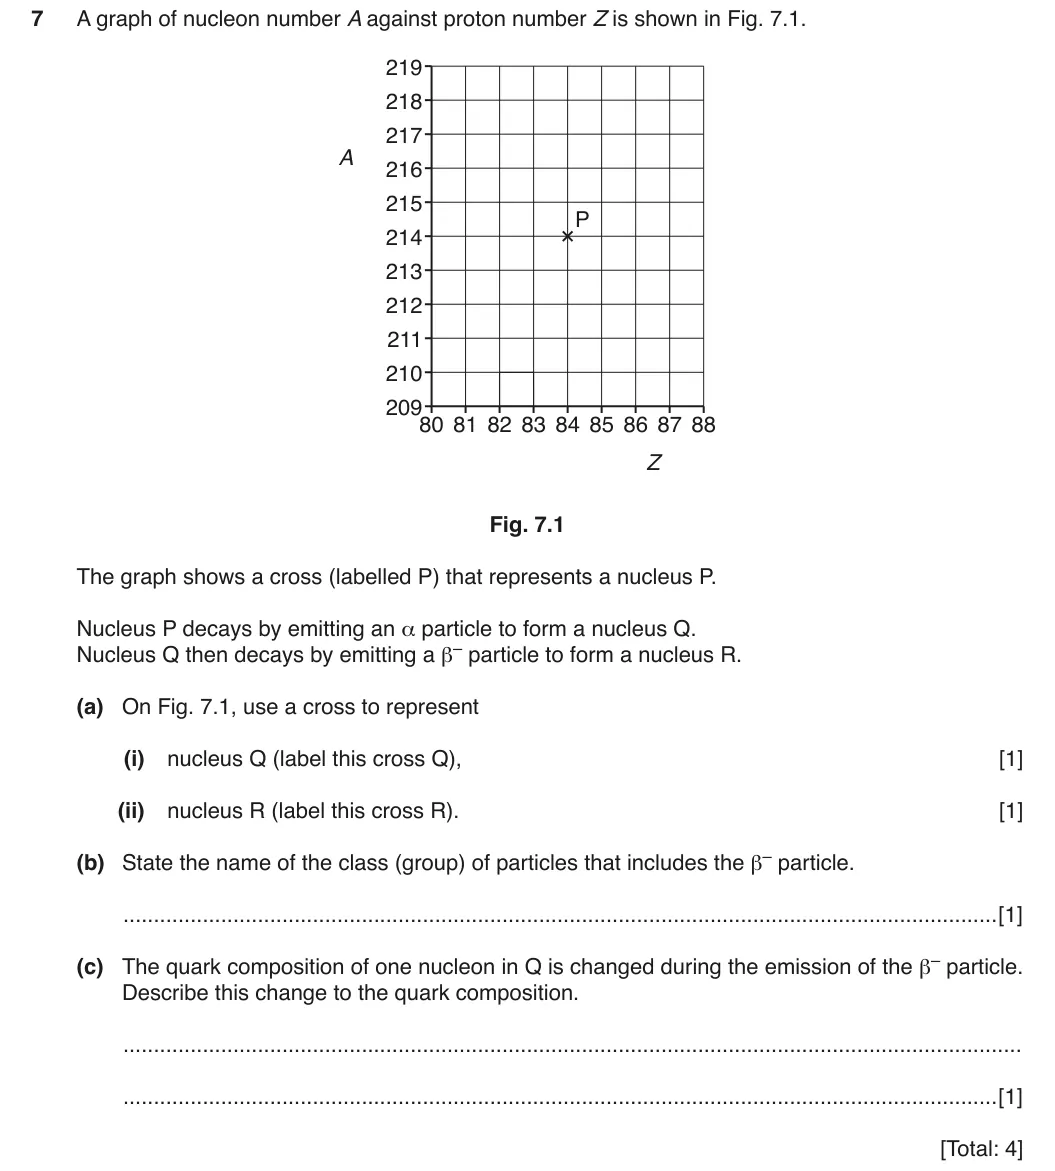 7 A graph of nucleon number A against proton number Z is shown in Fig. 7.1.
219
218
217
A
216
215
P
214
213
212
211
210
209
80 81 82 83 84 85 86 87 88
Z
Fig. 7.1
The graph shows a cross (labelled P) that represents a nucleus P.
Nucleus P decays by emitting an α particle to form a nucleus Q.
Nucleus Q then decays by emitting a β⁻ particle to form a nucleus R.
(a) On Fig. 7.1, use a cross to represent
(i) nucleus Q (label this cross Q), [1]
(ii) nucleus R (label this cross R). [1]
(b) State the name of the class (group) of particles that includes the β⁻ particle.
[1]
(c) The quark composition of one nucleon in Q is changed during the emission of the β⁻ particle.
Describe this change to the quark composition.
[1]
[Total: 4]